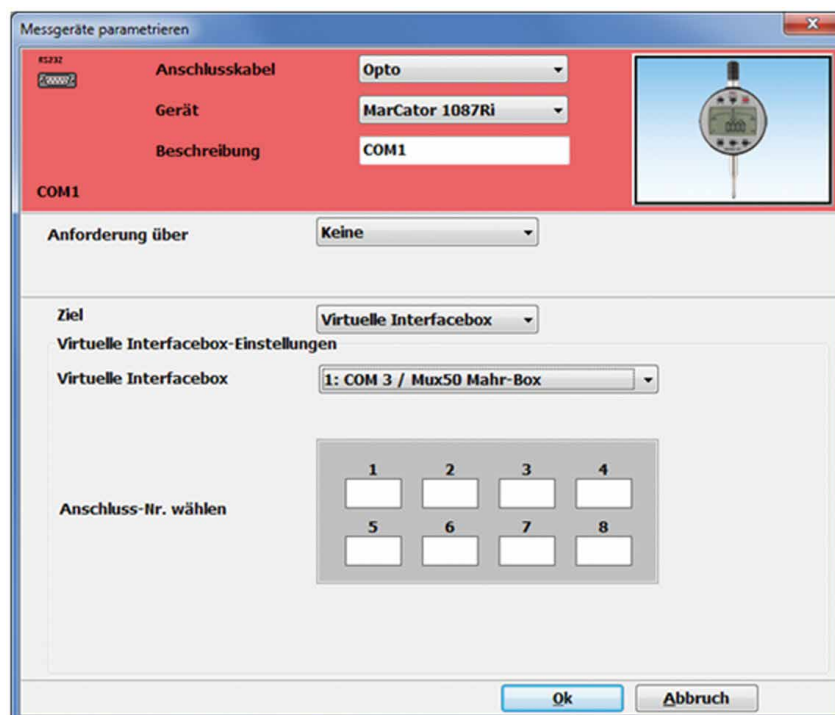 Messgeräte parametrieren
RS232
Anschlusskabel Opto
Gerät MarCator 1087Ri
Beschreibung COM1
COM1
Anforderung über Keine
Ziel Virtuelle Interfacebox
Virtuelle Interfacebox-Einstellungen
Virtuelle Interfacebox 1: COM 3 / Mux50 Mahr-Box
1 2 3 4
Anschluss-Nr. wählen
5 6 7 8
Ok Abbruch